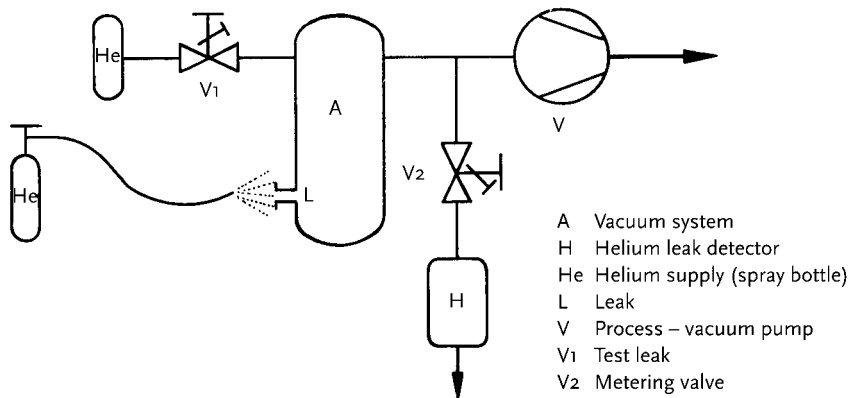 He
V1
A
V
V2
He
L
H
A Vacuum system
H Helium leak detector
He Helium supply (spray bottle)
L Leak
V Process – vacuum pump
V1 Test leak
V2 Metering valve